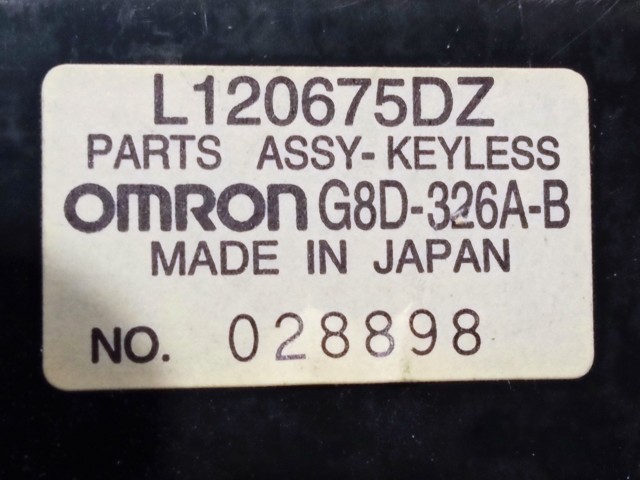 L120675DZ
PARTS ASSY-KEYLESS
OMRON G8D-326A-B
MADE IN JAPAN
NO. 028898